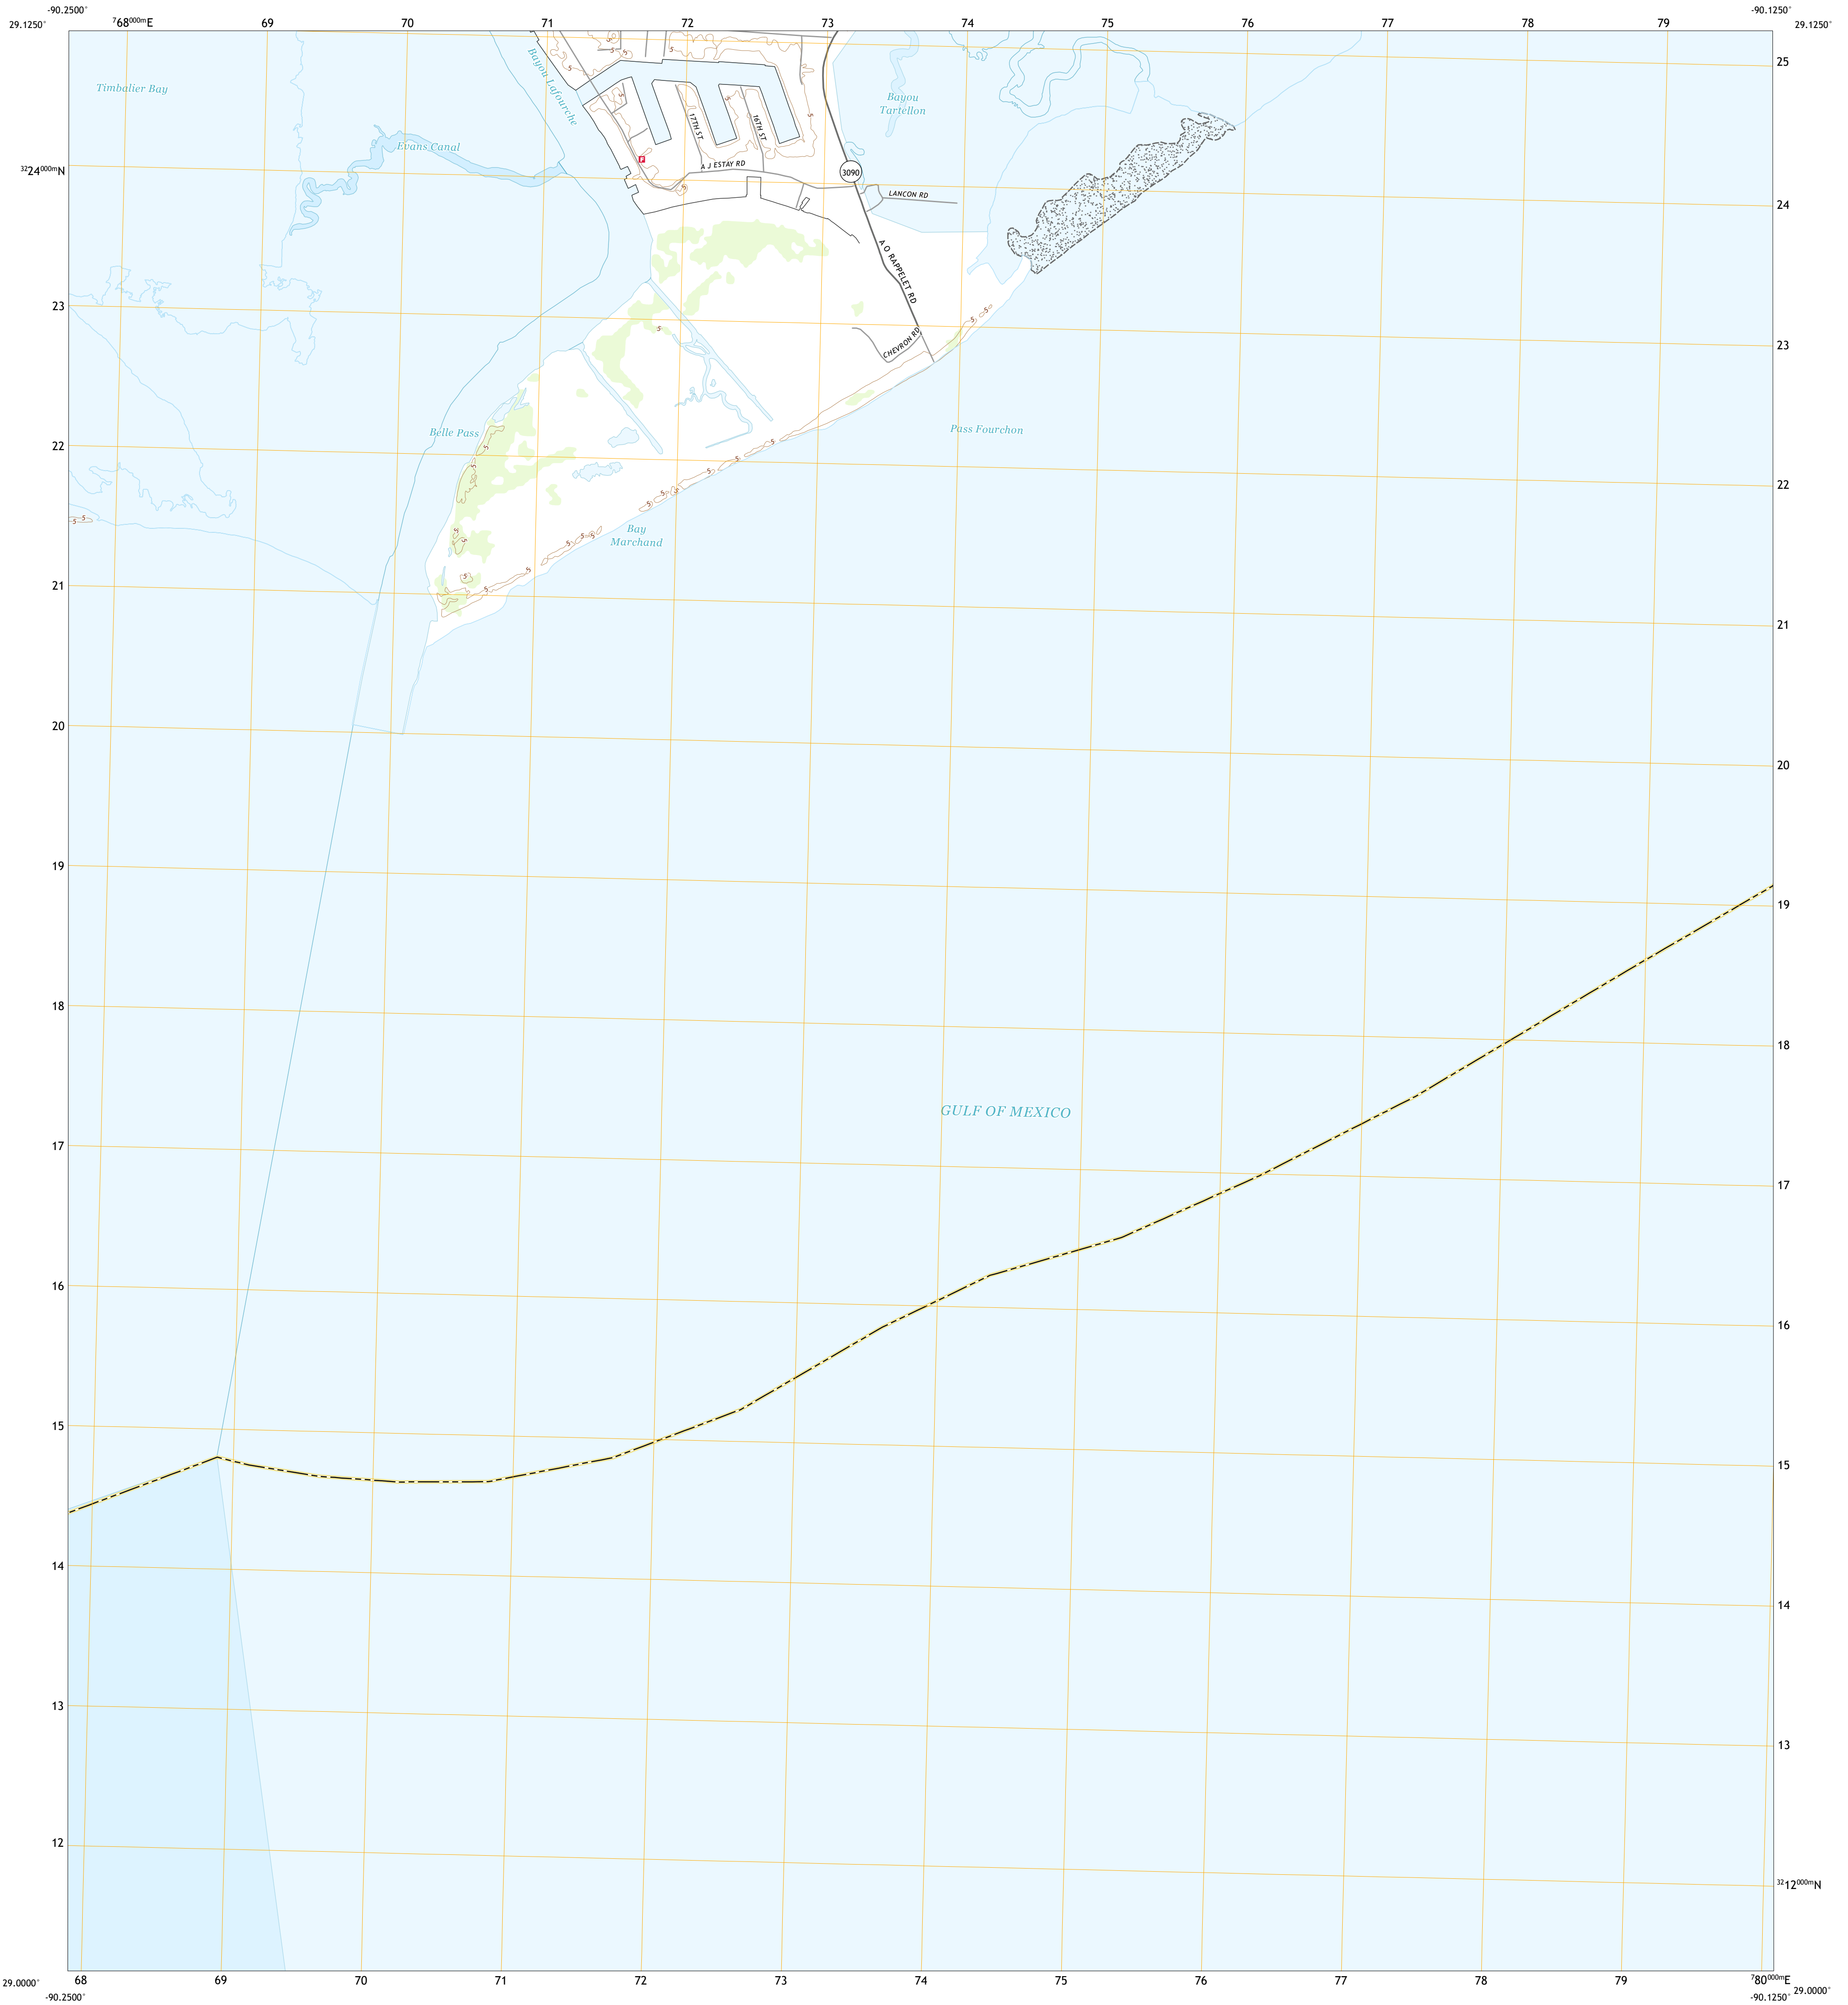 -90.2500°
-90.1250°
29.1250°
⁷68⁰⁰⁰ᵐE
69
70
71
72
73
74
75
76
77
78
79
29.1250°
25
Timbalier Bay
Bayou Lafourche
Bayou
Tartellon
Evans Canal
17TH ST
16TH ST
A J ESTAY RD
F
3090
³²24⁰⁰⁰ᵐN
LANCON RD
24
A O RAPPELET RD
23
CHEVRON RD
23
Belle Pass
Pass Fourchon
22
22
Bay
Marchand
21
21
20
20
19
19
18
18
GULF OF MEXICO
17
17
16
16
15
15
14
14
13
13
12
³²12⁰⁰⁰ᵐN
29.0000°
68
69
70
71
72
73
74
75
76
77
78
79
⁷80⁰⁰⁰ᵐE
29.0000°
-90.2500°
-90.1250°